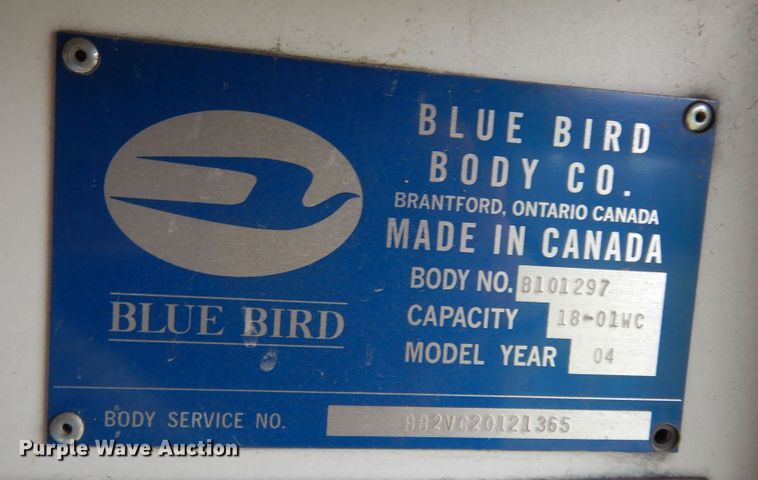 BLUE BIRD
BODY CO.
BRANTFORD, ONTARIO CANADA
MADE IN CANADA
BODY NO. B101297
CAPACITY 18-01WC
MODEL YEAR 04
BLUE BIRD
BODY SERVICE NO.
Purple Wave Auction